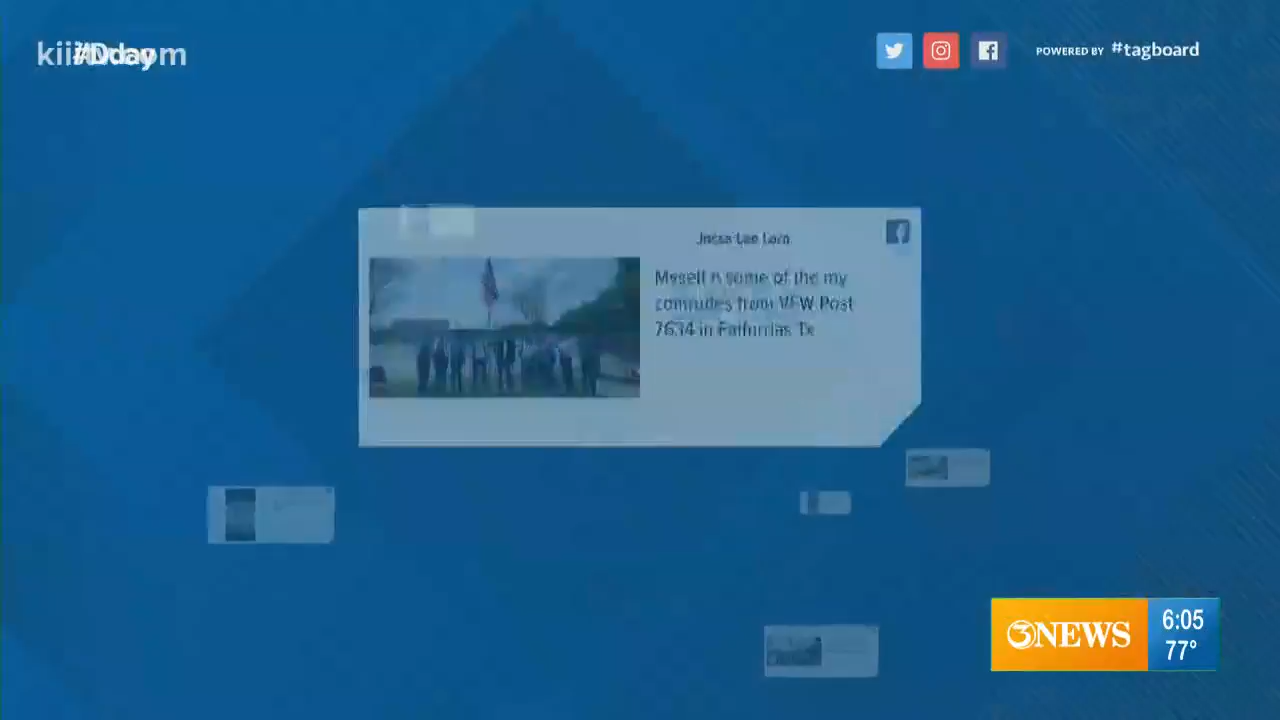 #Dday
POWERED BY #tagboard
Myself n some of the my
comrades from VFW Post
7634 in Falfurrias Tx
3NEWS
6:05
77°